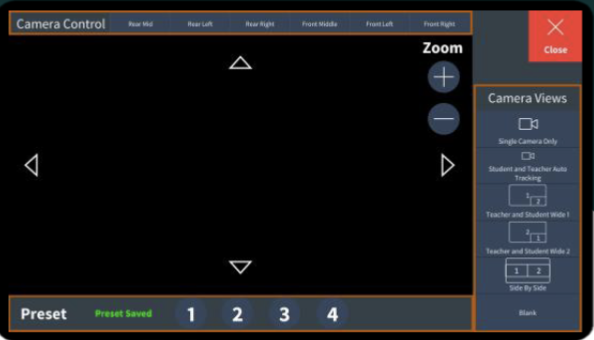 Camera Control Rear Mid Rear Left Rear Right Front Middle Front Left Front Right
Close
Zoom
Camera Views
Single Camera Only
Student and Teacher Auto
Tracking
1 2
Teacher and Student Wide 1
2 1
Teacher and Student Wide 2
1 2
Side By Side
Blank
Preset Preset Saved 1 2 3 4